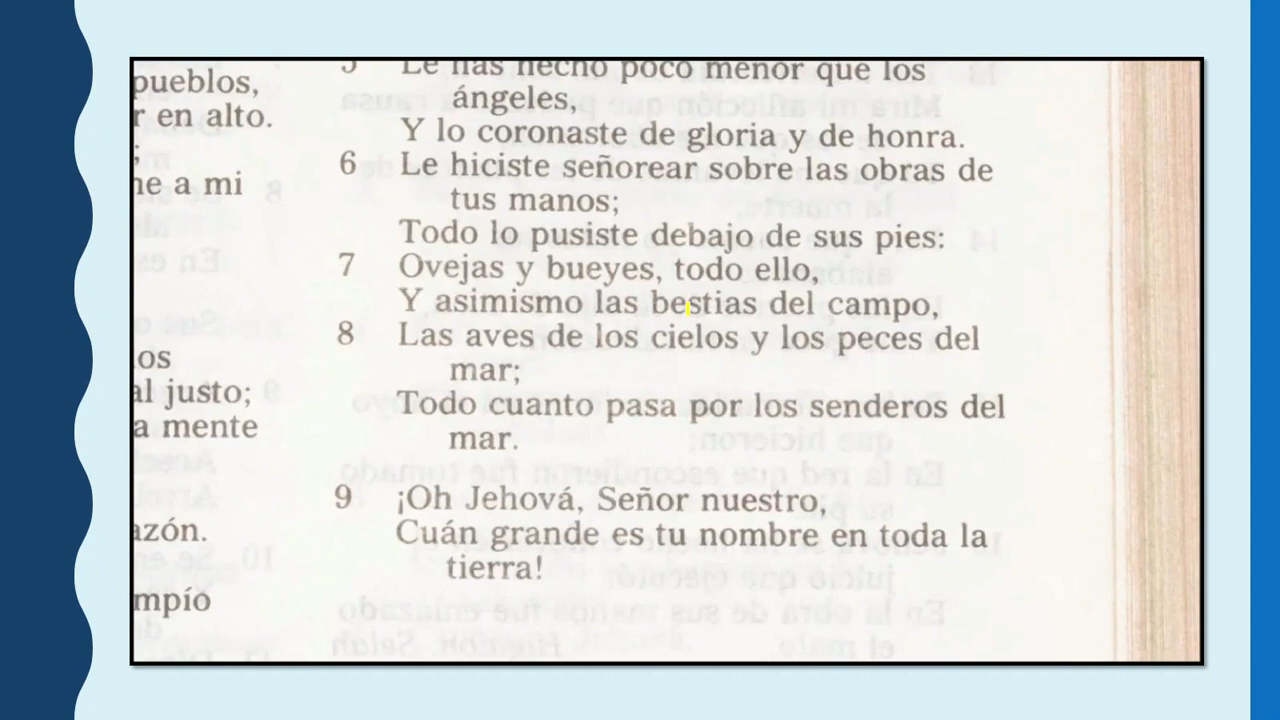 pueblos,
r en alto.
;
ne a mi
los
al justo;
a mente
azón.
mpío
5 Le has hecho poco menor que los
ángeles,
Y lo coronaste de gloria y de honra.
6 Le hiciste señorear sobre las obras de
tus manos;
Todo lo pusiste debajo de sus pies:
7 Ovejas y bueyes, todo ello,
Y asimismo las bestias del campo,
8 Las aves de los cielos y los peces del
mar;
Todo cuanto pasa por los senderos del
mar.
9 ¡Oh Jehová, Señor nuestro,
Cuán grande es tu nombre en toda la
tierra!